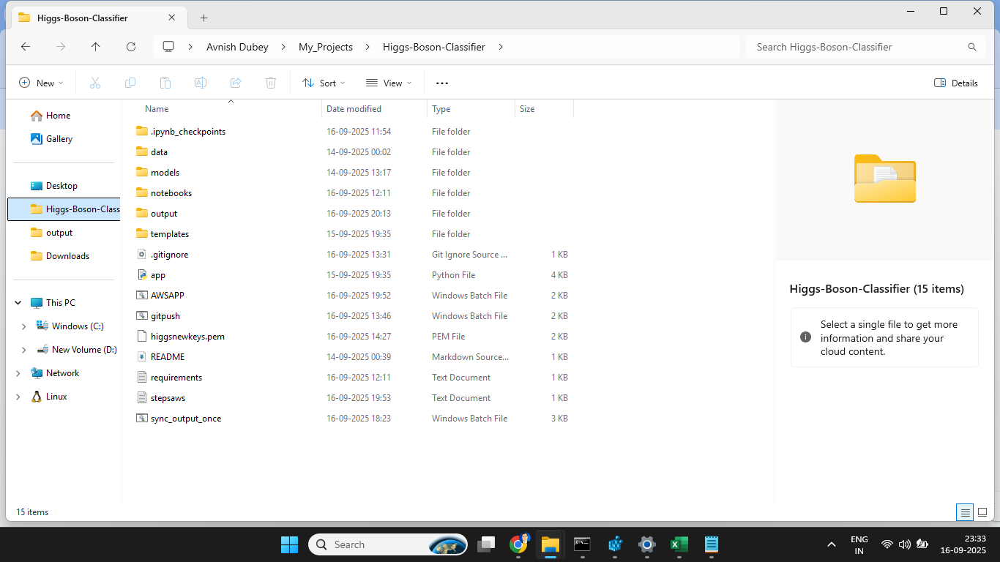 Higgs-Boson-Classifier
Avnish Dubey
My_Projects
Higgs-Boson-Classifier
Search Higgs-Boson-Classifier
New
Sort
View
Details
Home
Gallery
Desktop
Higgs-Boson-Class
output
Downloads
This PC
Windows (C:)
New Volume (D:)
Network
Linux
Name Date modified Type Size
.ipynb_checkpoints 16-09-2025 11:54 File folder
data 14-09-2025 00:02 File folder
models 14-09-2025 13:17 File folder
notebooks 16-09-2025 12:11 File folder
output 16-09-2025 20:13 File folder
templates 15-09-2025 19:35 File folder
.gitignore 16-09-2025 13:31 Git Ignore Source ... 1 KB
app 15-09-2025 19:35 Python File 4 KB
AWSAPP 16-09-2025 19:52 Windows Batch File 2 KB
gitpush 16-09-2025 13:46 Windows Batch File 2 KB
higgsnewkeys.pem 16-09-2025 14:27 PEM File 2 KB
README 14-09-2025 00:39 Markdown Source... 1 KB
requirements 16-09-2025 12:11 Text Document 1 KB
stepsaws 16-09-2025 19:53 Text Document 1 KB
sync_output_once 16-09-2025 18:23 Windows Batch File 3 KB
Higgs-Boson-Classifier (15 items)
Select a single file to get more
information and share your
cloud content.
15 items
Search
ENG
IN
23:33
16-09-2025